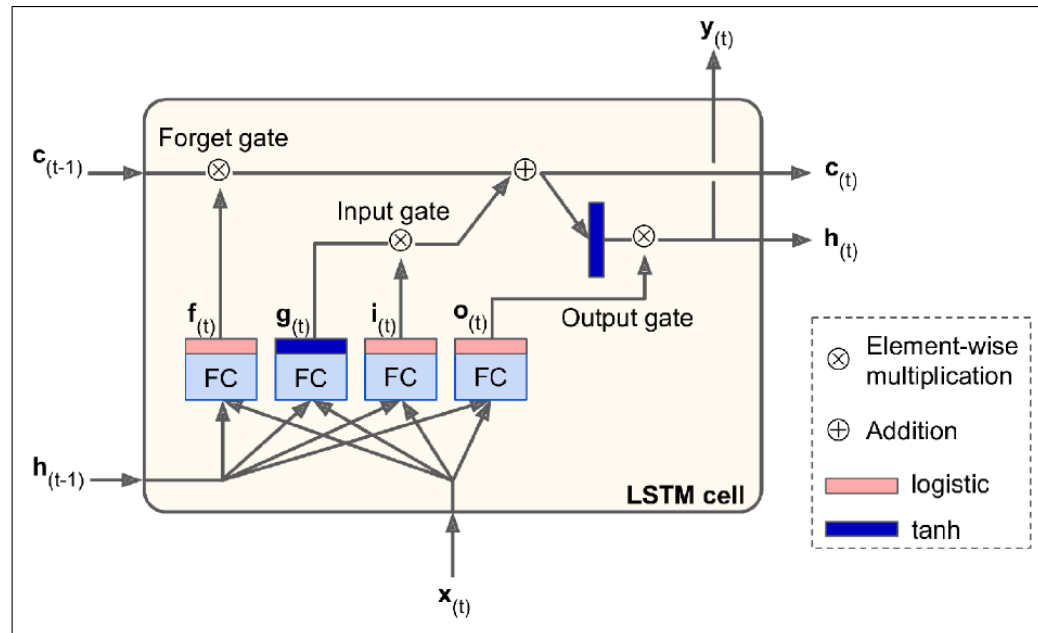 y(t)
Forget gate
c(t-1)
c(t)
Input gate
h(t)
f(t) g(t) i(t) o(t)
Output gate
FC FC FC FC
h(t-1)
LSTM cell
x(t)
⊗ Element-wise
multiplication
⊕ Addition
logistic
tanh